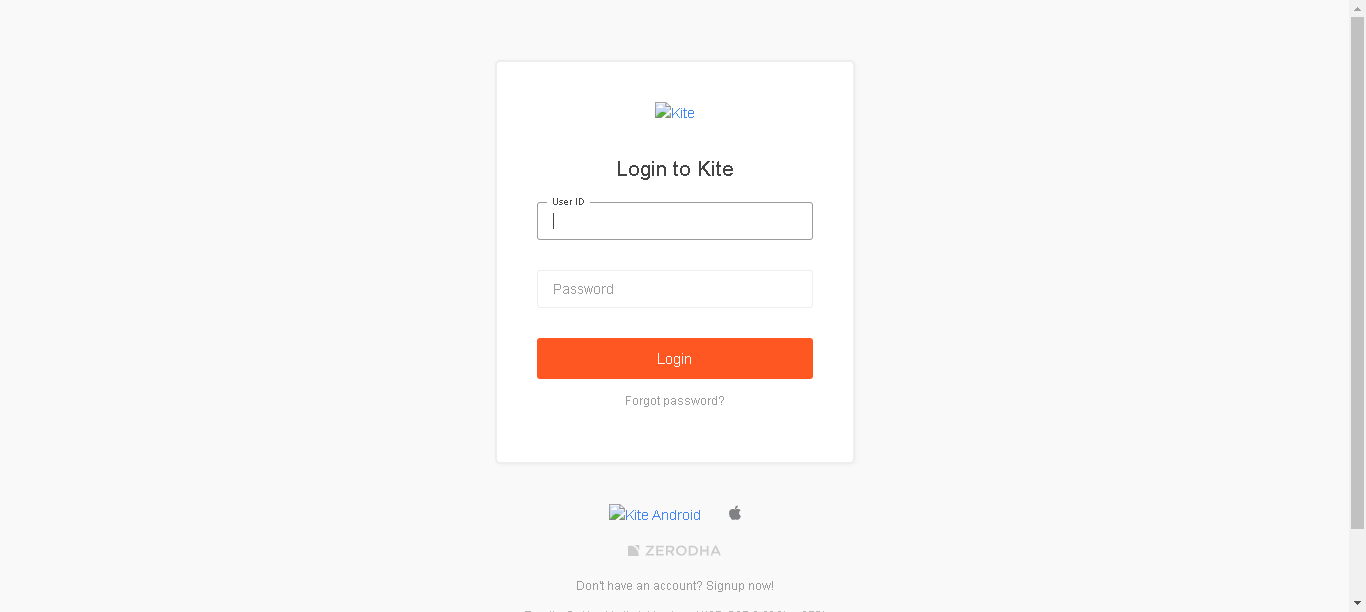 Kite
Login to Kite
User ID
Password
Login
Forgot password?
Kite Android
ZERODHA
Don't have an account? Signup now!